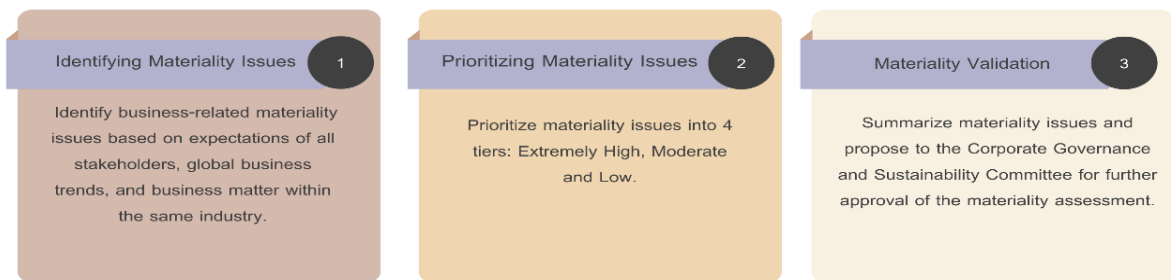 Identifying Materiality Issues
1
Identify business-related materiality
issues based on expectations of all
stakeholders, global business
trends, and business matter within
the same industry.
Prioritizing Materiality Issues
2
Prioritize materiality issues into 4
tiers: Extremely High, Moderate
and Low.
Materiality Validation
3
Summarize materiality issues and
propose to the Corporate Governance
and Sustainability Committee for further
approval of the materiality assessment.